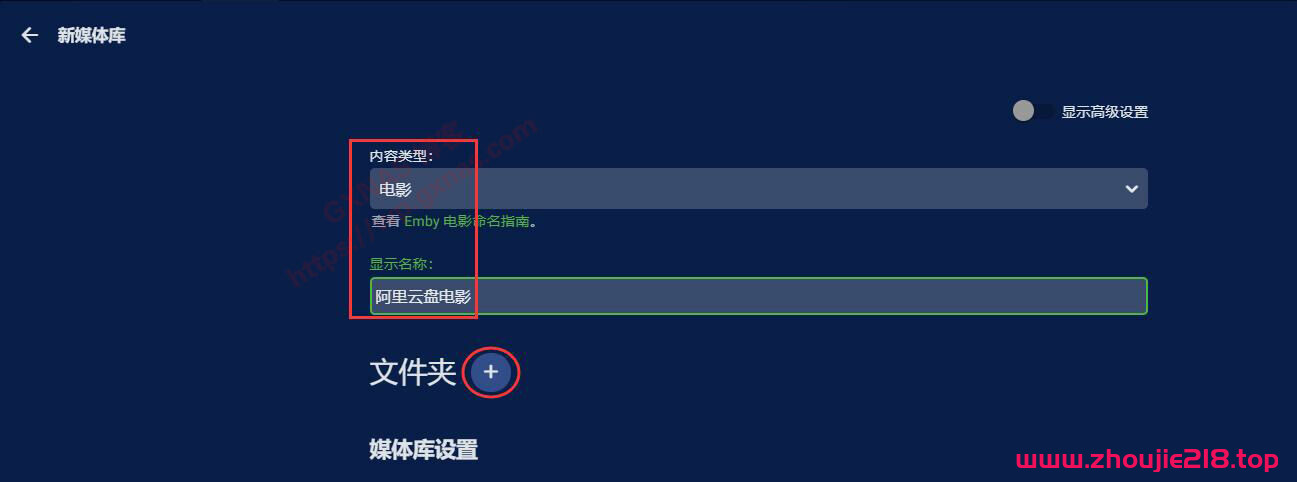 新媒体库
显示高级设置
内容类型:
电影
查看 Emby 电影命名指南。
显示名称:
阿里云盘电影
文件夹
媒体库设置
www.zhoujie218.top